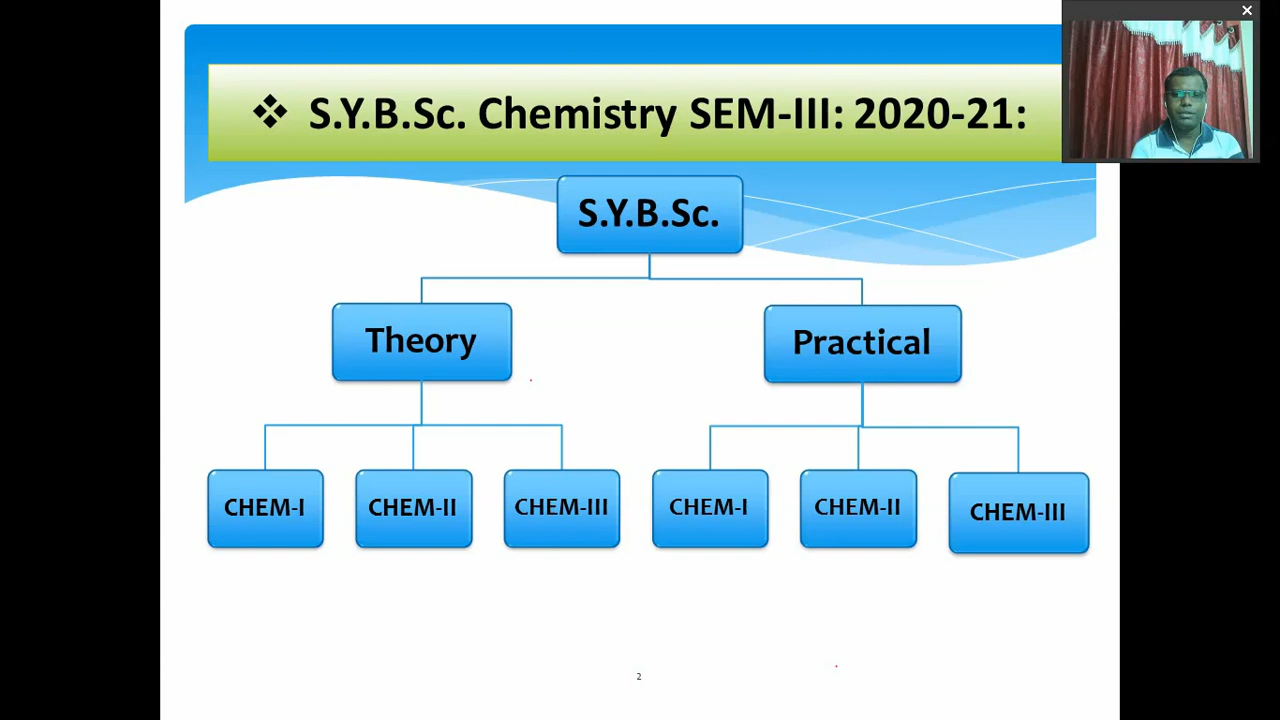 ❖ S.Y.B.Sc. Chemistry SEM-III: 2020-21:
S.Y.B.Sc.
Theory
Practical
CHEM-I
CHEM-II
CHEM-III
CHEM-I
CHEM-II
CHEM-III
2